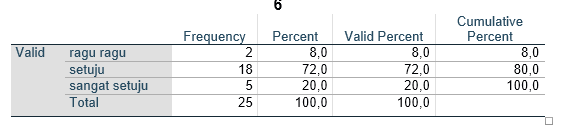 6
Frequency Percent Valid Percent Cumulative Percent
Valid ragu ragu 2 8,0 8,0 8,0
setuju 18 72,0 72,0 80,0
sangat setuju 5 20,0 20,0 100,0
Total 25 100,0 100,0